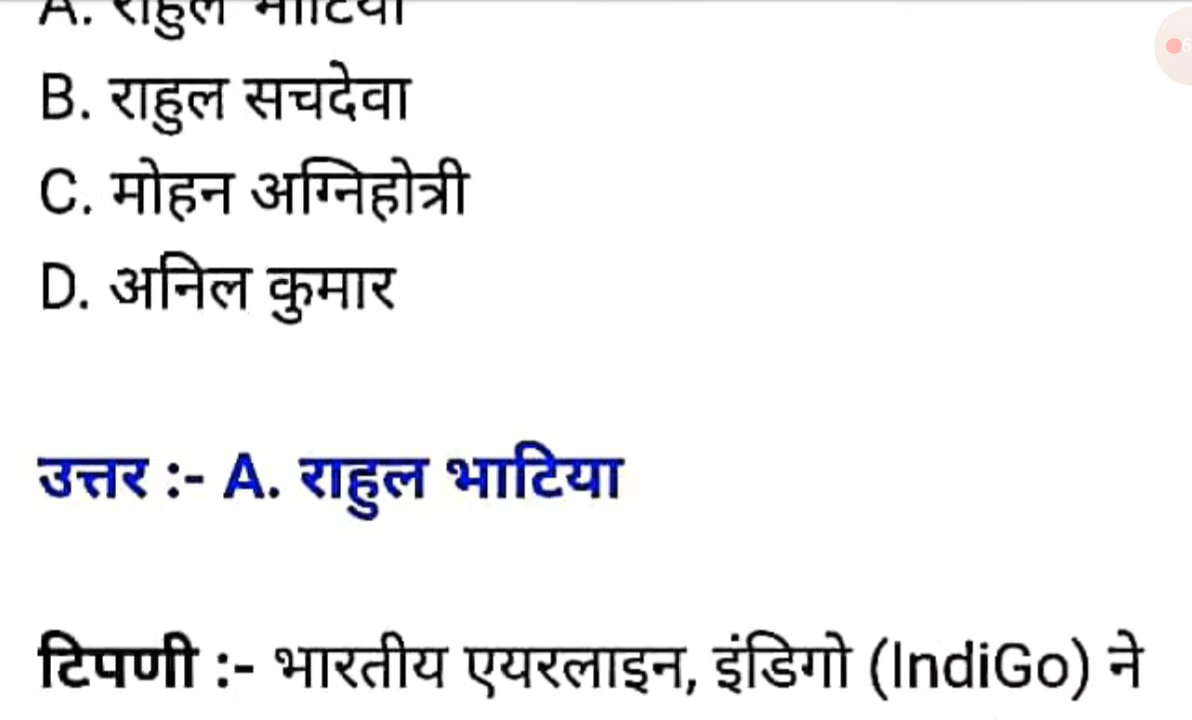 A. राहुल भाटिया
B. राहुल सचदेवा
C. मोहन अग्निहोत्री
D. अनिल कुमार
उत्तर :- A. राहुल भाटिया
टिपणी :- भारतीय एयरलाइन, इंडिगो (IndiGo) ने